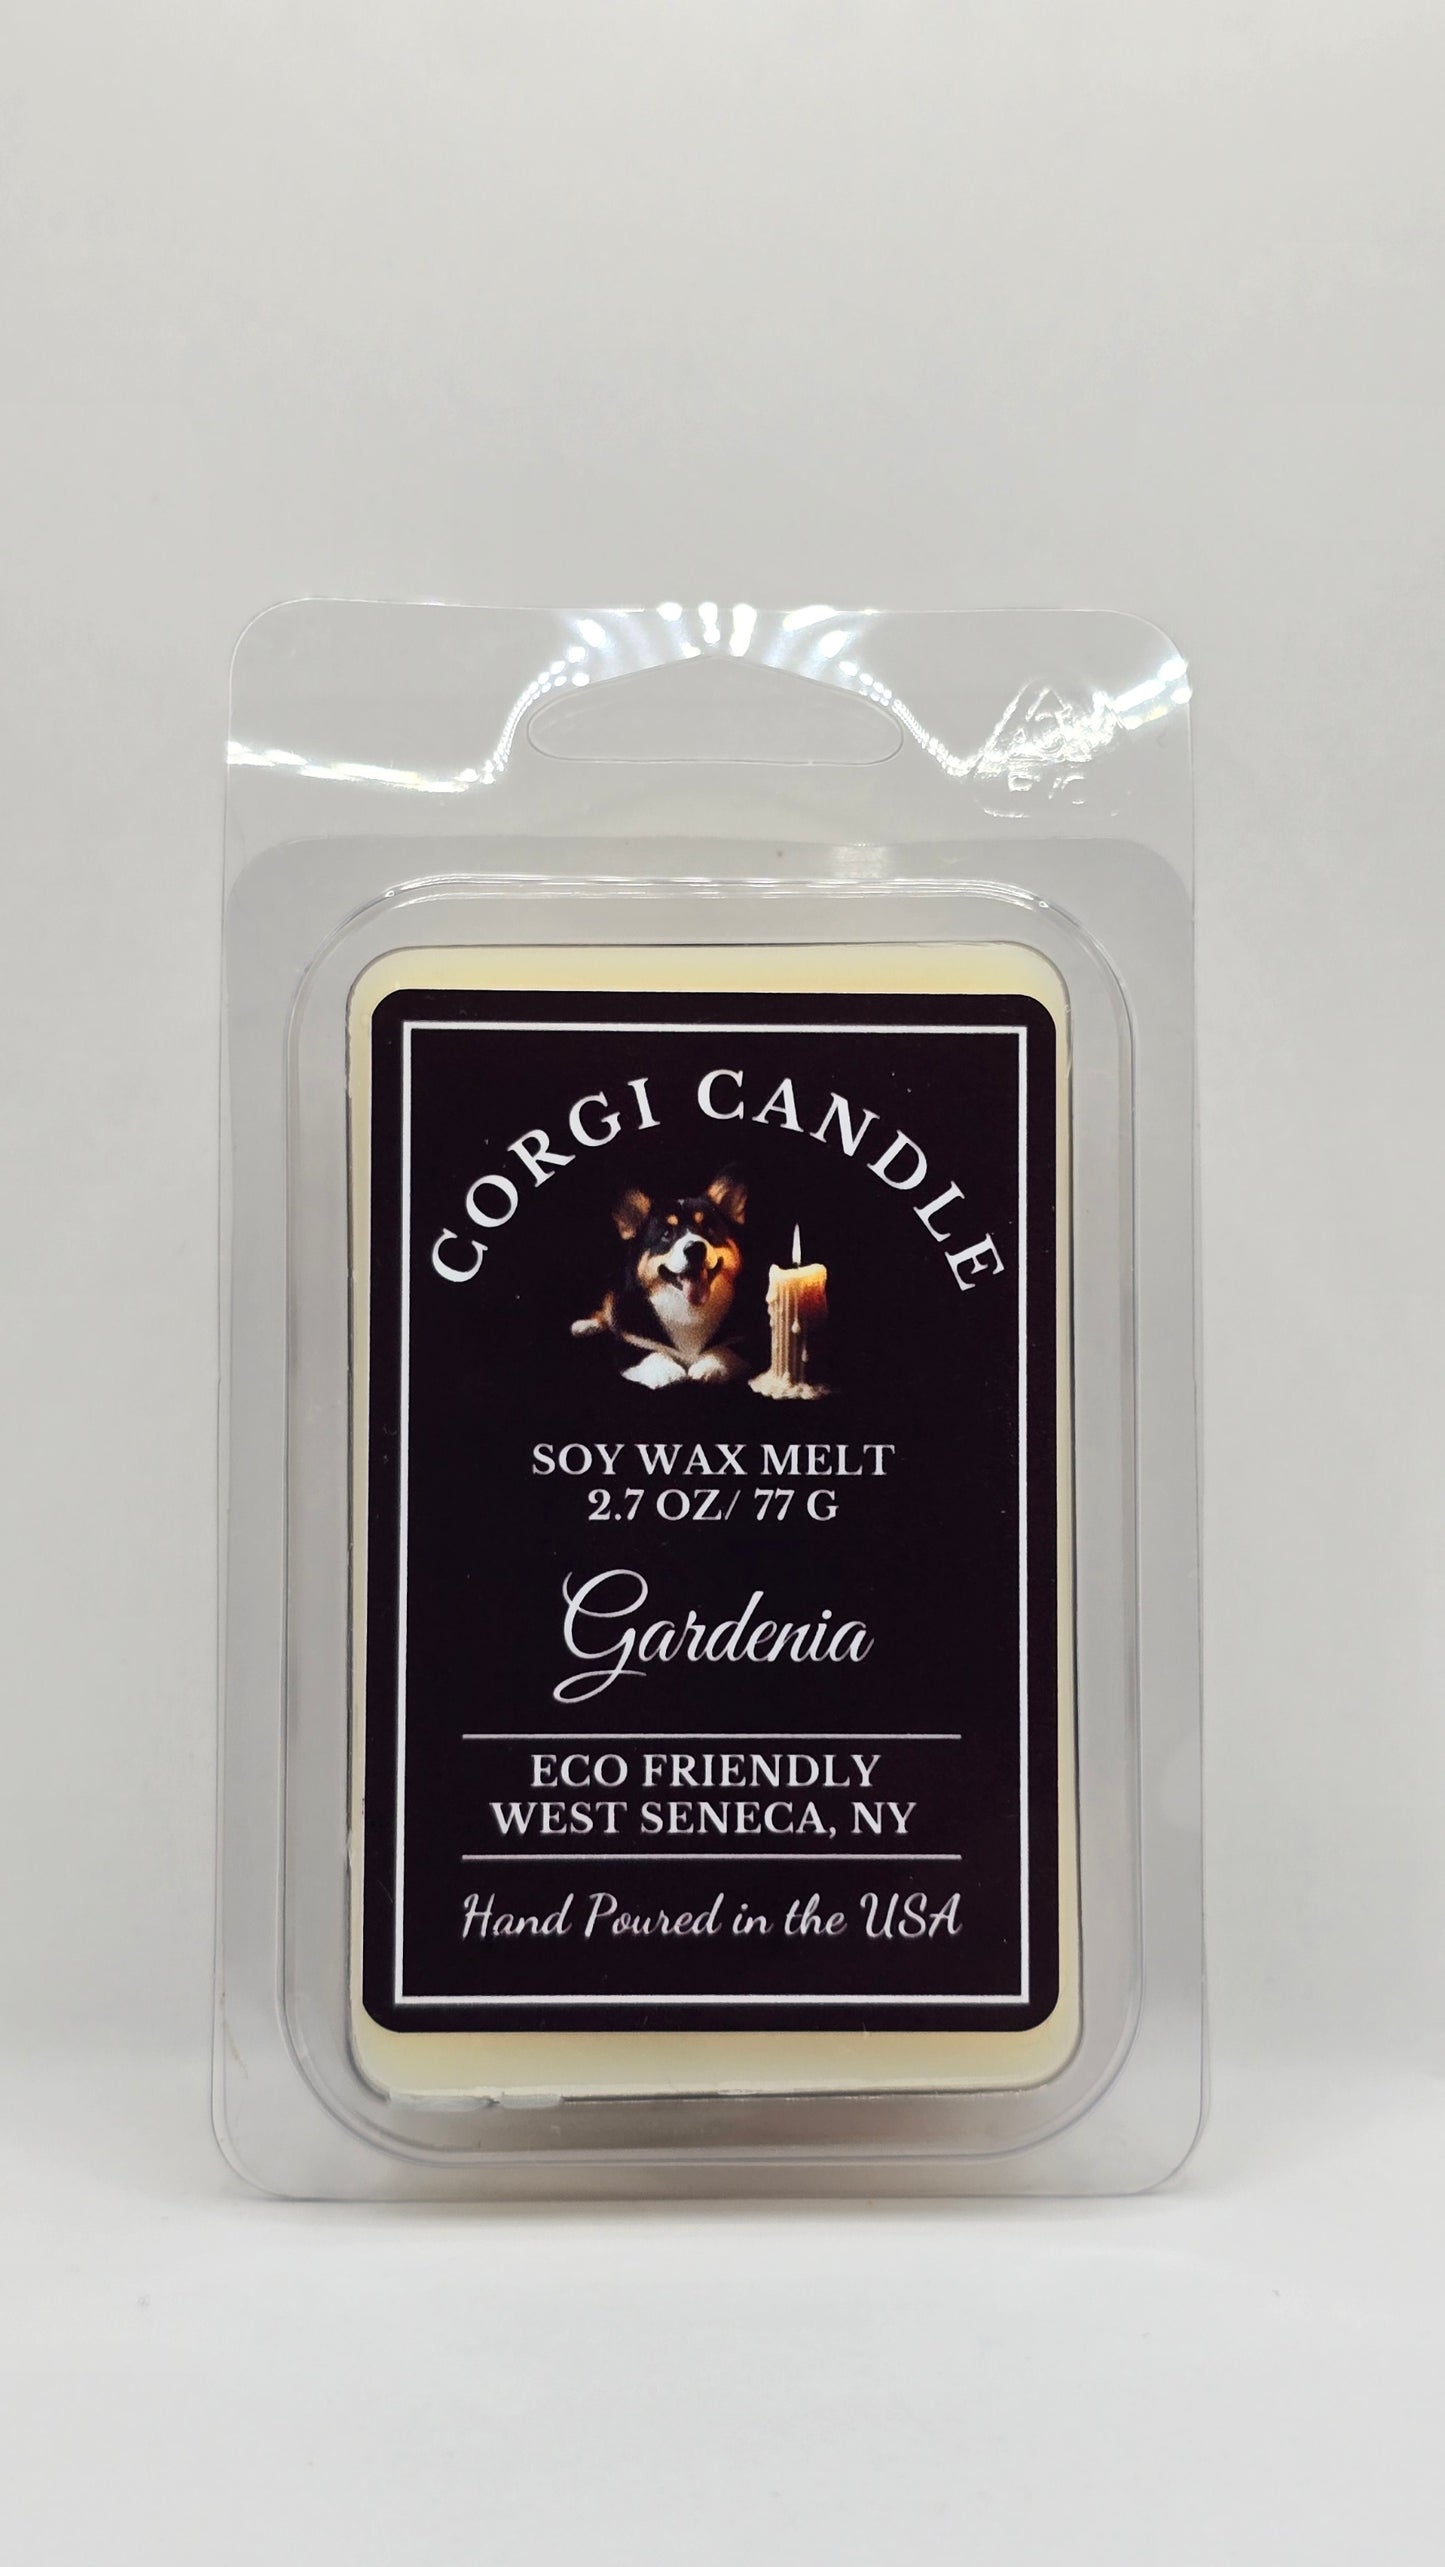 CORGI CANDLE
SOY WAX MELT
2.7 OZ/ 77 G
Gardenia
ECO FRIENDLY
WEST SENECA, NY
Hand Poured in the USA